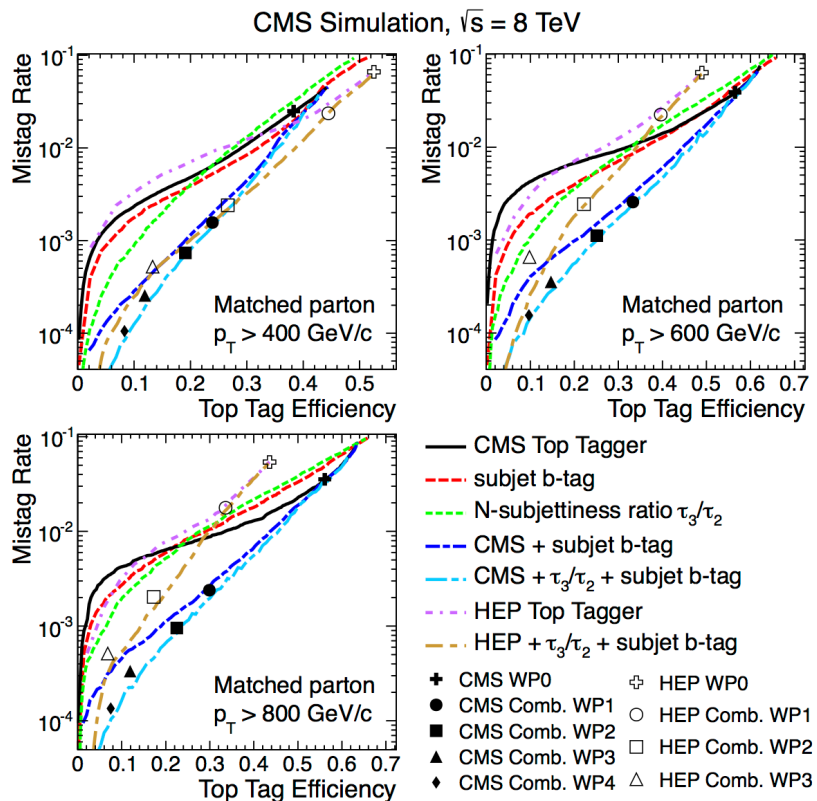 CMS Simulation, √s = 8 TeV
Mistag Rate
10⁻¹
10⁻²
10⁻³
10⁻⁴
Matched parton
p_T > 400 GeV/c
0 0.1 0.2 0.3 0.4 0.5
Top Tag Efficiency
Mistag Rate
10⁻¹
10⁻²
10⁻³
10⁻⁴
Matched parton
p_T > 600 GeV/c
0 0.1 0.2 0.3 0.4 0.5 0.6 0.7
Top Tag Efficiency
Mistag Rate
10⁻¹
10⁻²
10⁻³
10⁻⁴
Matched parton
p_T > 800 GeV/c
0 0.1 0.2 0.3 0.4 0.5 0.6 0.7
Top Tag Efficiency
CMS Top Tagger
subjet b-tag
N-subjettiness ratio τ₃/τ₂
CMS + subjet b-tag
CMS + τ₃/τ₂ + subjet b-tag
HEP Top Tagger
HEP + τ₃/τ₂ + subjet b-tag
CMS WP0
CMS Comb. WP1
CMS Comb. WP2
CMS Comb. WP3
CMS Comb. WP4
HEP WP0
HEP Comb. WP1
HEP Comb. WP2
HEP Comb. WP3